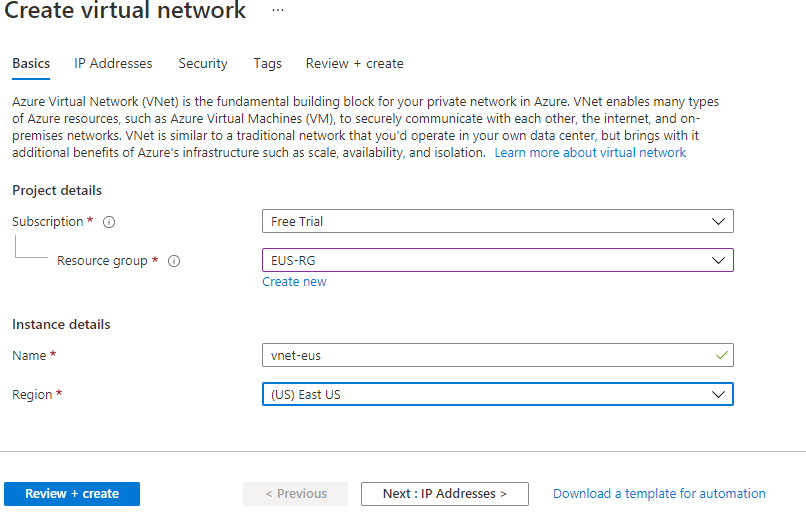 Create virtual network ...
Basics IP Addresses Security Tags Review + create
Azure Virtual Network (VNet) is the fundamental building block for your private network in Azure. VNet enables many types
of Azure resources, such as Azure Virtual Machines (VM), to securely communicate with each other, the internet, and on-
premises networks. VNet is similar to a traditional network that you'd operate in your own data center, but brings with it
additional benefits of Azure's infrastructure such as scale, availability, and isolation. Learn more about virtual network
Project details
Subscription * Free Trial
Resource group * EUS-RG
Create new
Instance details
Name * vnet-eus
Region * (US) East US
Review + create < Previous Next : IP Addresses > Download a template for automation